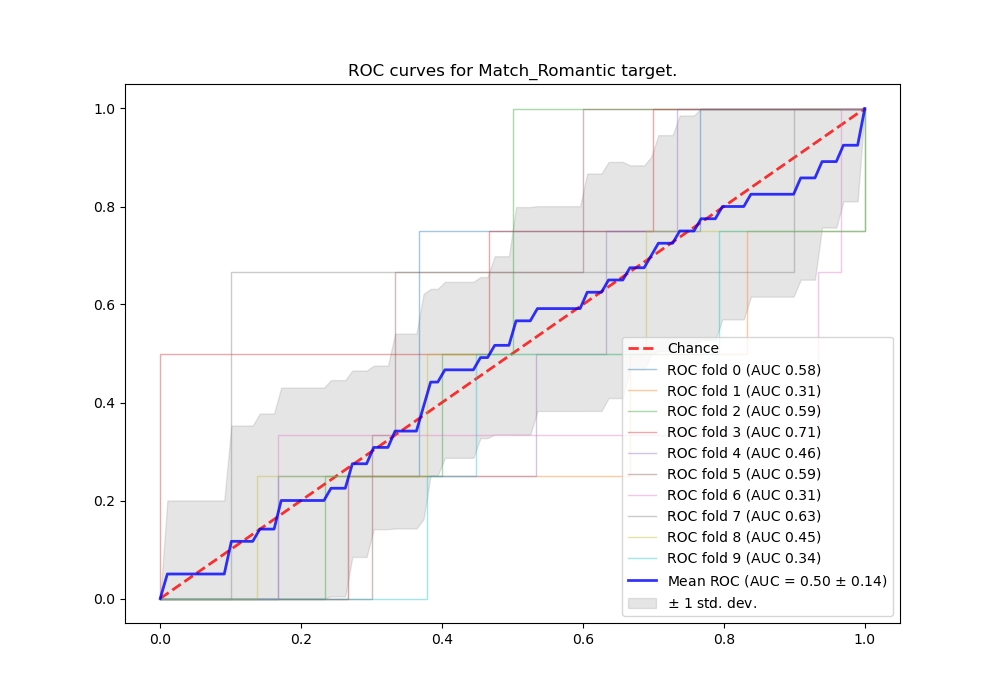 ROC curves for Match_Romantic target.
1.0
0.8
0.6
0.4
0.2
0.0
0.0 0.2 0.4 0.6 0.8 1.0
Chance
ROC fold 0 (AUC 0.58)
ROC fold 1 (AUC 0.31)
ROC fold 2 (AUC 0.59)
ROC fold 3 (AUC 0.71)
ROC fold 4 (AUC 0.46)
ROC fold 5 (AUC 0.59)
ROC fold 6 (AUC 0.31)
ROC fold 7 (AUC 0.63)
ROC fold 8 (AUC 0.45)
ROC fold 9 (AUC 0.34)
Mean ROC (AUC = 0.50 ± 0.14)
± 1 std. dev.